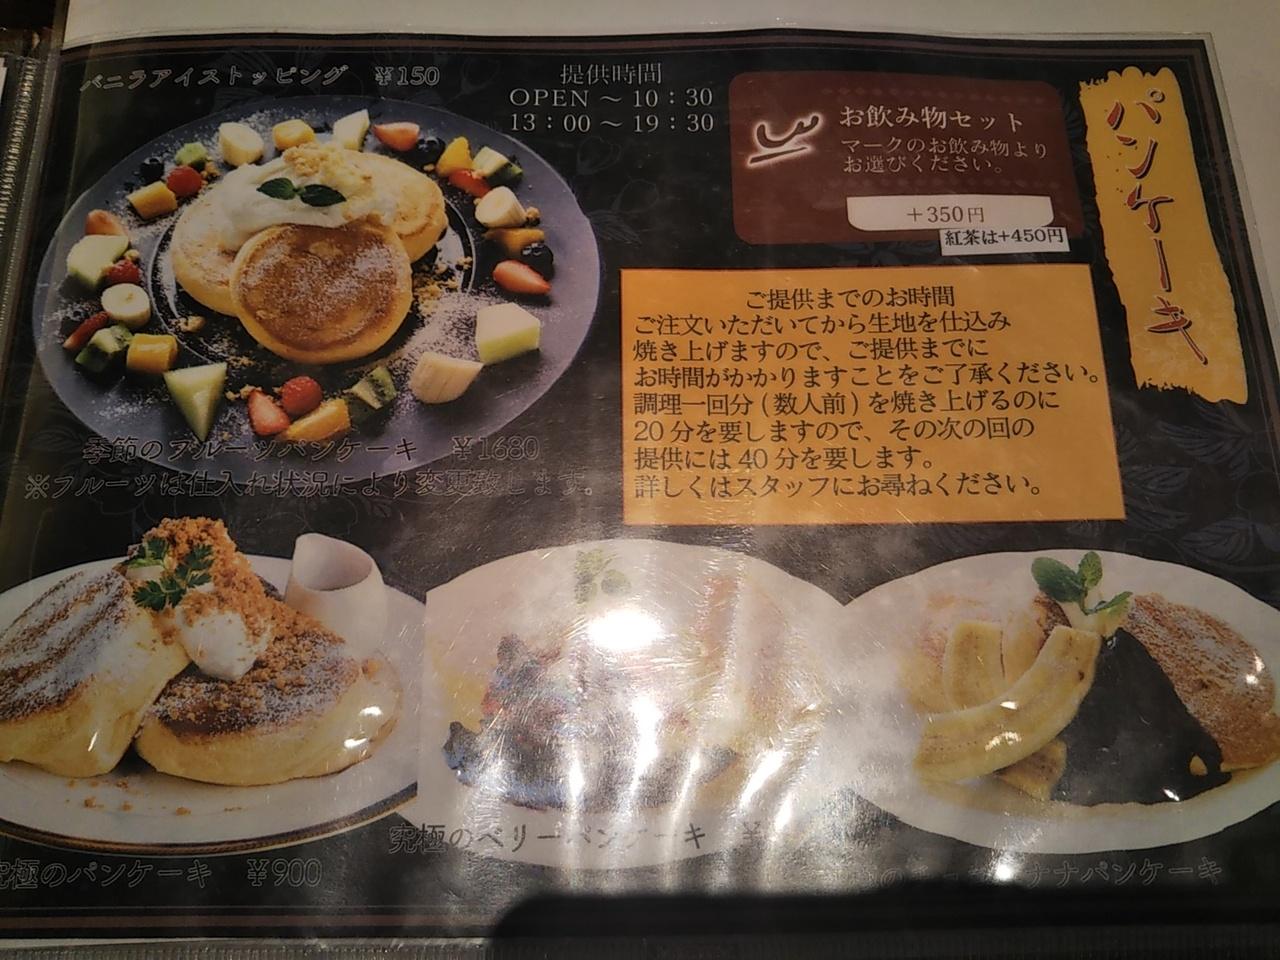 バニラアイストッピング ¥150
提供時間
OPEN ～ 10：30
13：00 ～ 19：30
お飲み物セット
マークのお飲み物より
お選びください。
+350円
紅茶は+450円
パンケーキ
ご提供までのお時間
ご注文いただいてから生地を仕込み
焼き上げますので、ご提供までに
お時間がかかりますことをご了承ください。
調理一回分(数人前)を焼き上げるのに
20分を要しますので、その次の回の
提供には40分を要します。
詳しくはスタッフにお尋ねください。
季節のフルーツパンケーキ ¥1680
※フルーツは仕入れ状況により変更致します。
究極のパンケーキ ¥900
究極のベリーパンケーキ ¥
ナナパンケーキ